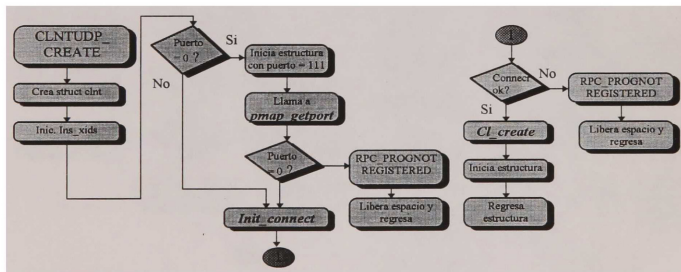 CLNTUDP_
CREATE
Crea struct clnt
Inic. Ins_xids
Puerto
= 0 ?
Si
No
Inicia estructura
con puerto = 111
Llama a
pmap_getport
Puerto
= 0 ?
RPC_PROGNOT
REGISTERED
Libera espacio y
regresa
Init_connect
1
1
Connect
ok?
No
Si
RPC_PROGNOT
REGISTERED
Libera espacio y
regresa
Cl_create
Inicia estructura
Regresa
estructura